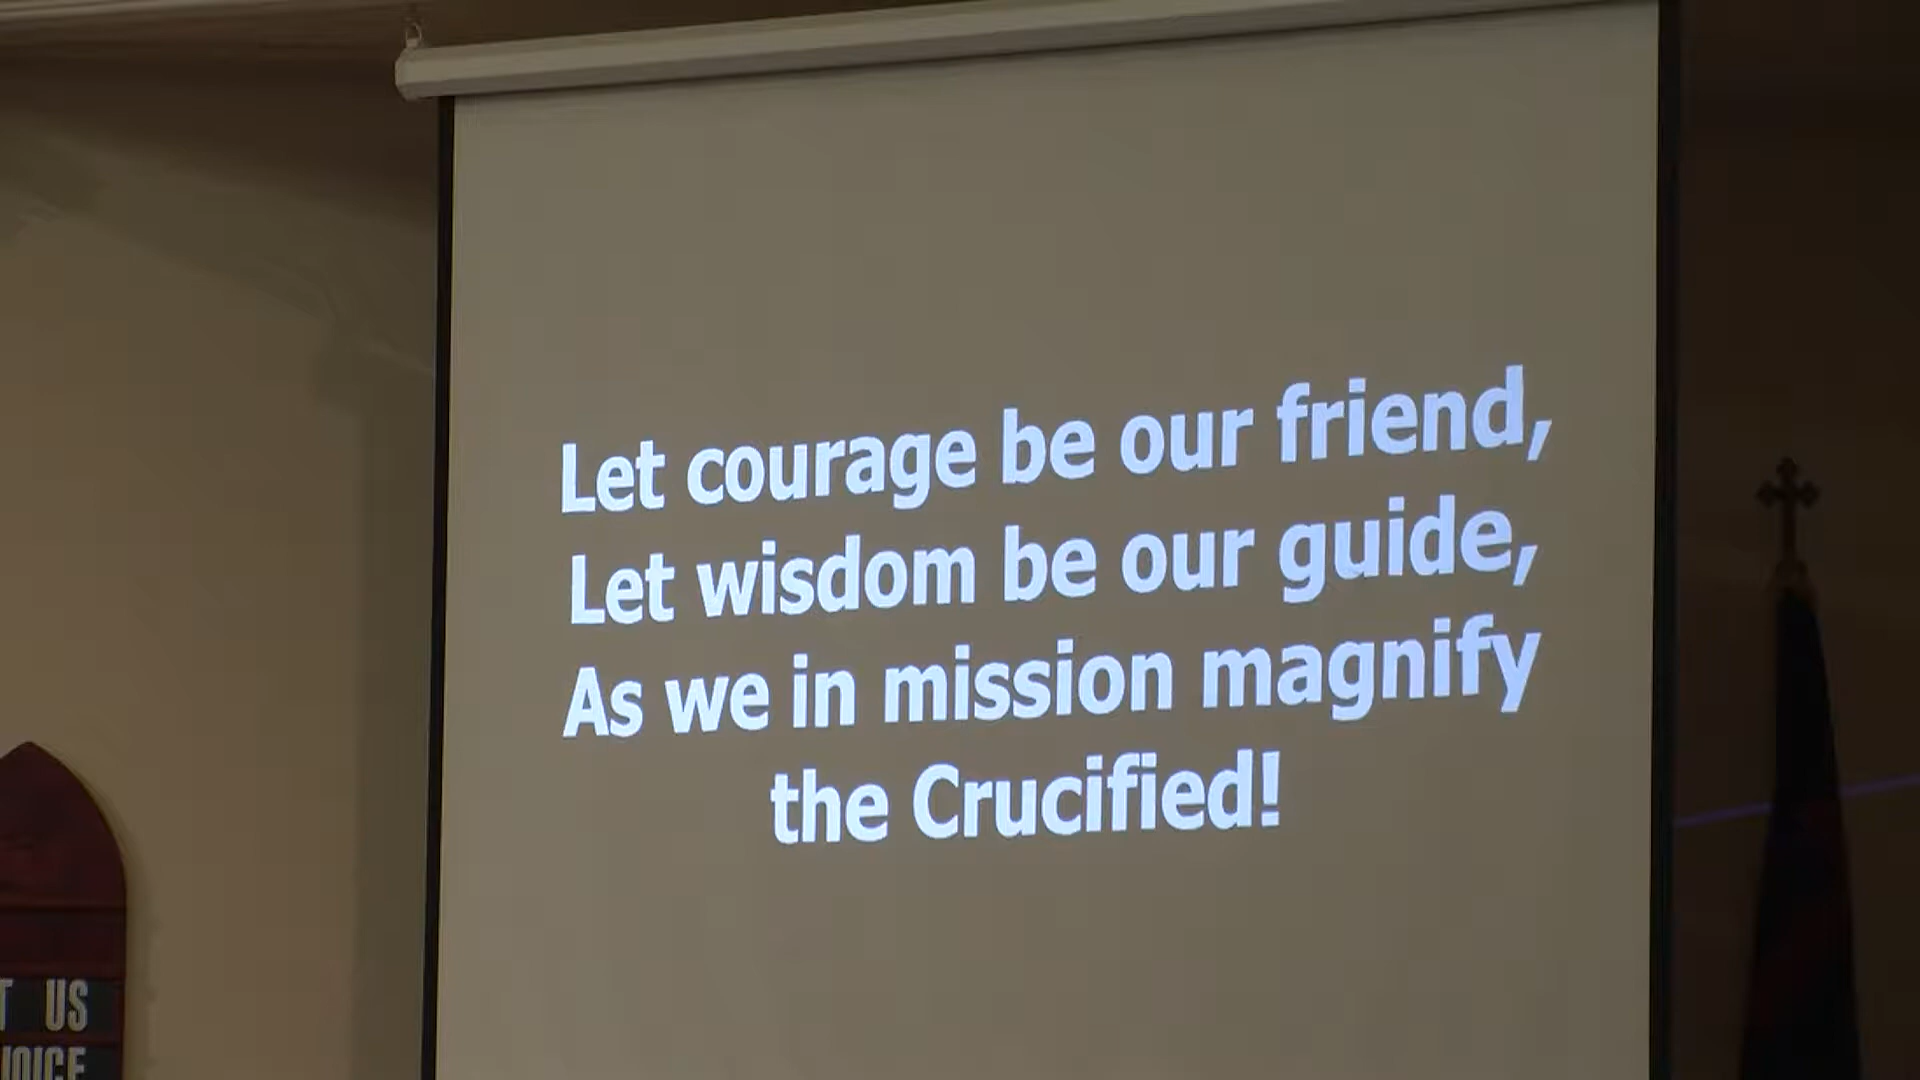 Let courage be our friend,
Let wisdom be our guide,
As we in mission magnify
the Crucified!
US